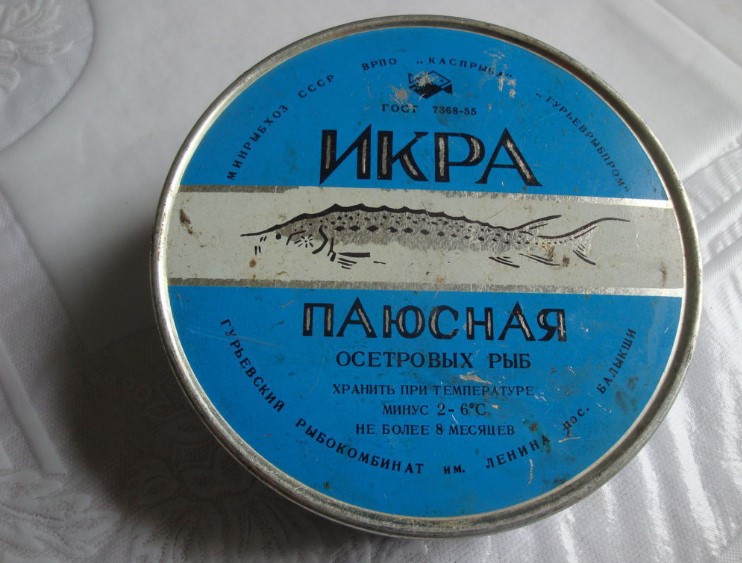 МИНРЫБХОЗ СССР ВРПО „КАСПРЫБА" „ГУРЬЕВРЫБПРОМ"
ГОСТ 7368-55
ИКРА
ПАЮСНАЯ
ОСЕТРОВЫХ РЫБ
ХРАНИТЬ ПРИ ТЕМПЕРАТУРЕ
МИНУС 2-6°С
НЕ БОЛЕЕ 8 МЕСЯЦЕВ
ГУРЬЕВСКИЙ РЫБОКОМБИНАТ им. ЛЕНИНА пос. БАЛЫКШИ